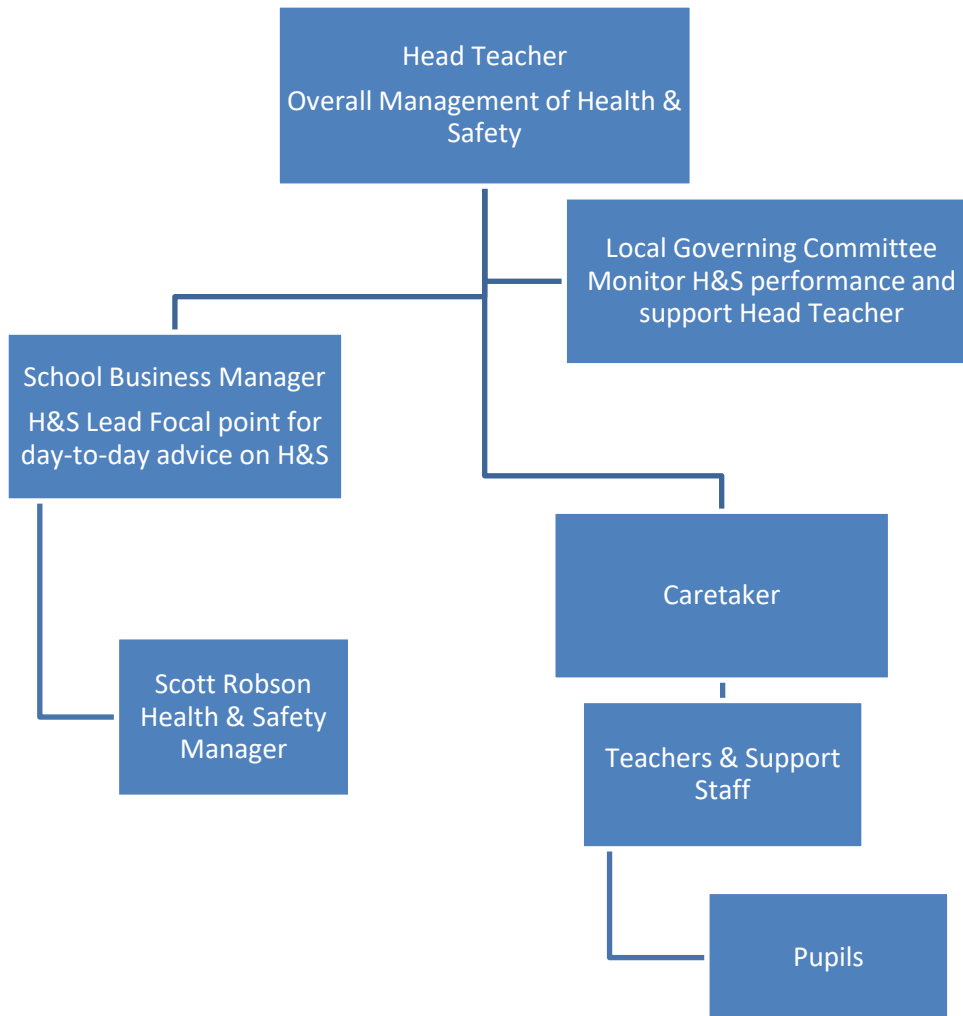 Head Teacher
Overall Management of Health &
Safety
Local Governing Committee
Monitor H&S performance and
support Head Teacher
School Business Manager
H&S Lead Focal point for
day-to-day advice on H&S
Caretaker
Scott Robson
Health & Safety
Manager
Teachers & Support
Staff
Pupils